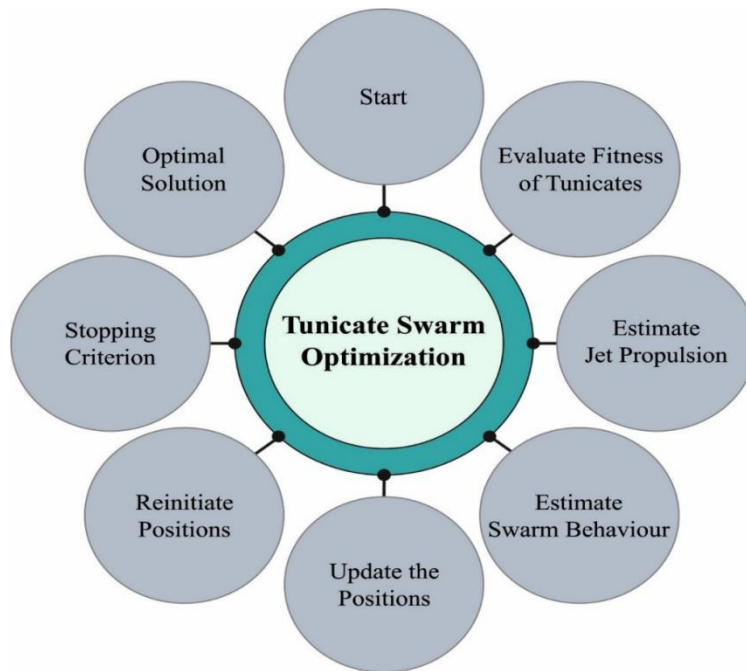 Start
Evaluate Fitness
of Tunicates
Estimate
Jet Propulsion
Estimate
Swarm Behaviour
Update the
Positions
Reinitiate
Positions
Stopping
Criterion
Optimal
Solution
Tunicate Swarm
Optimization